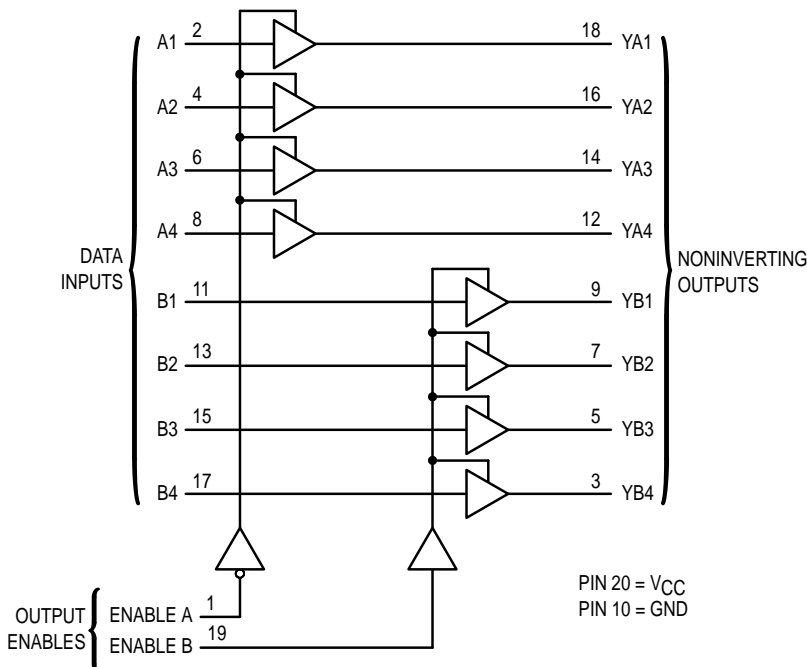 A1 2 18 YA1
A2 4 16 YA2
A3 6 14 YA3
A4 8 12 YA4
DATA
INPUTS
NONINVERTING
OUTPUTS
B1 11 9 YB1
B2 13 7 YB2
B3 15 5 YB3
B4 17 3 YB4
PIN 20 = VCC
PIN 10 = GND
OUTPUT
ENABLES
ENABLE A 1
ENABLE B 19